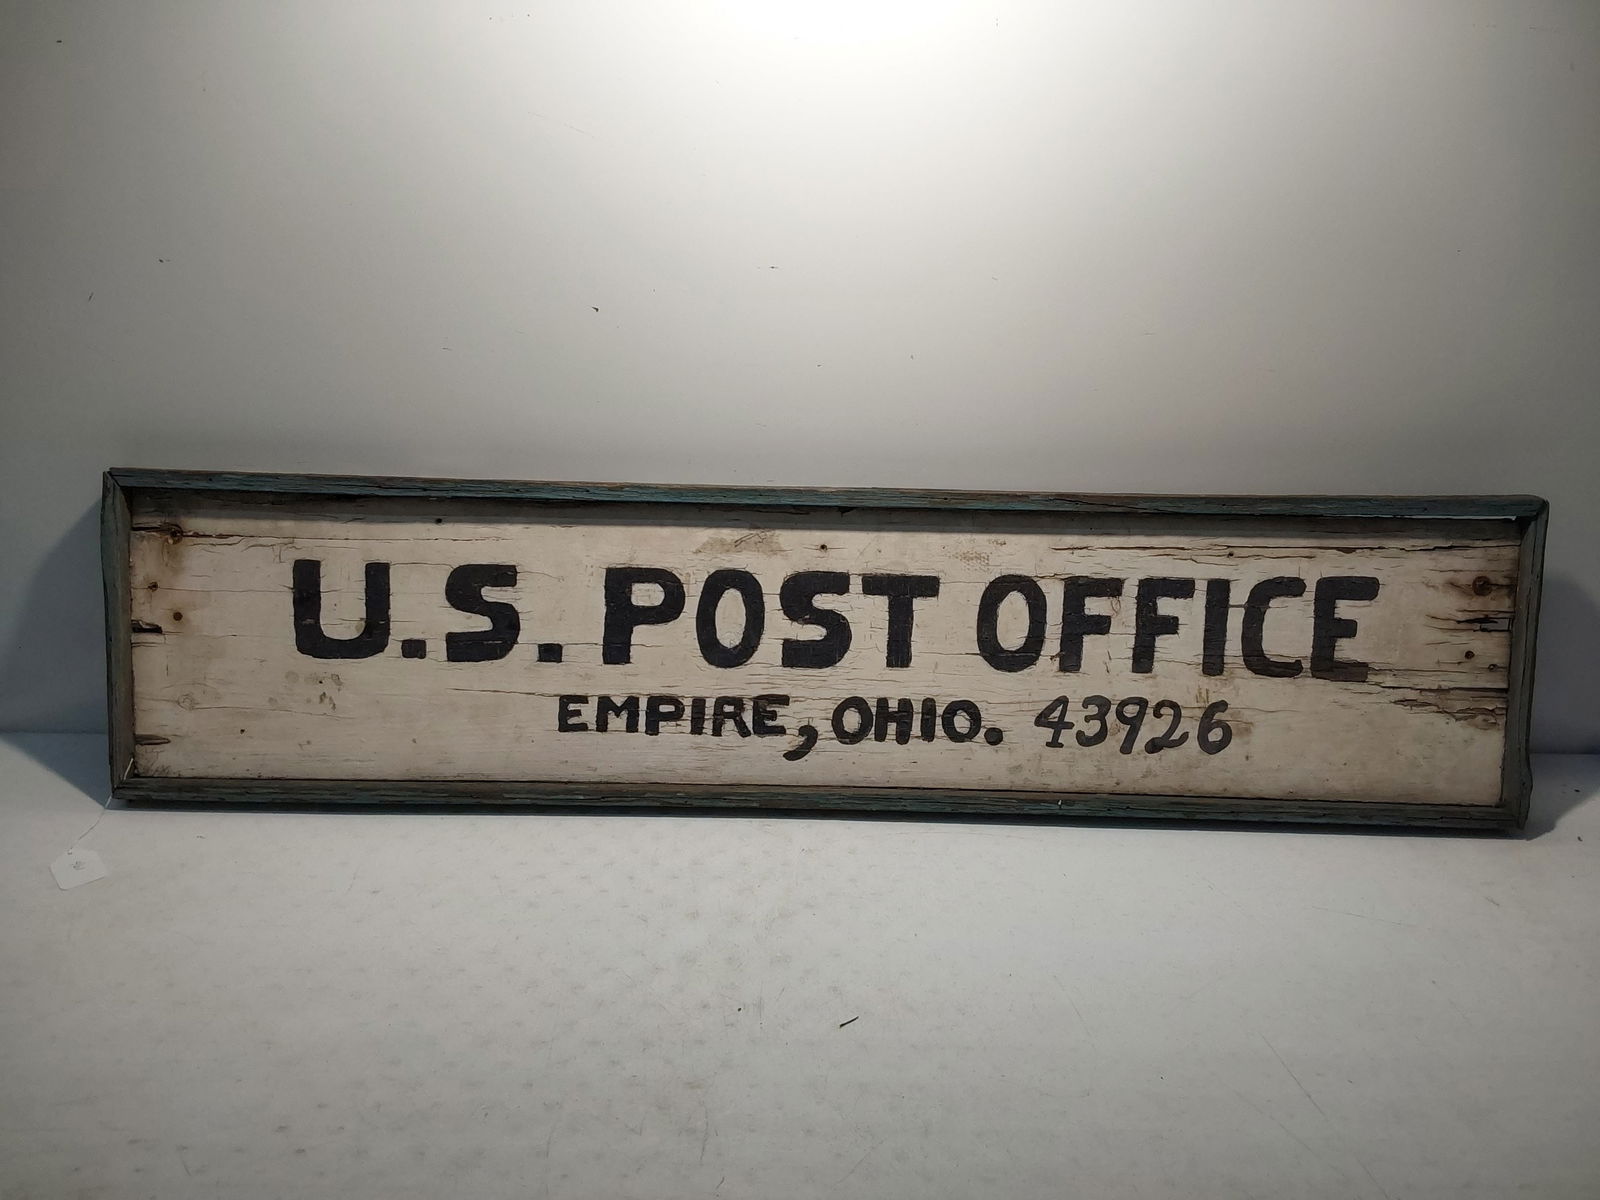 U.S. POST OFFICE
EMPIRE, OHIO. 43926